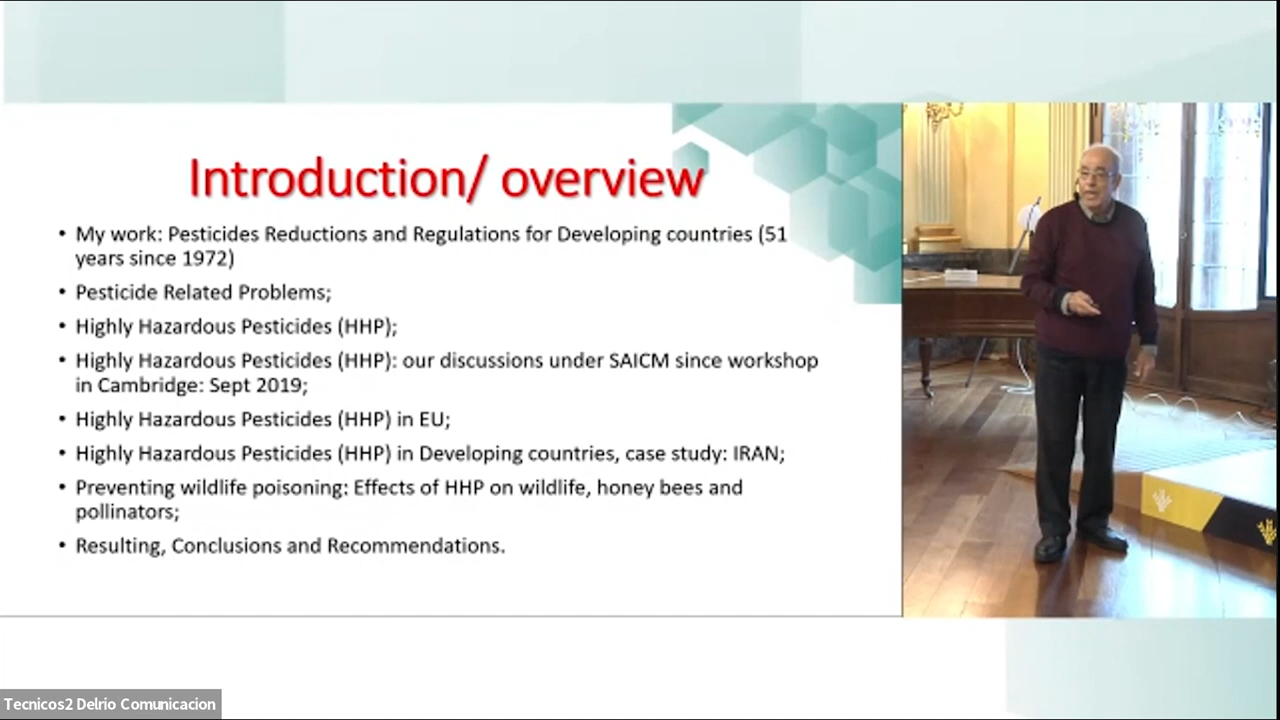 Introduction/ overview
• My work: Pesticides Reductions and Regulations for Developing countries (51
years since 1972)
• Pesticide Related Problems;
• Highly Hazardous Pesticides (HHP);
• Highly Hazardous Pesticides (HHP): our discussions under SAICM since workshop
in Cambridge: Sept 2019;
• Highly Hazardous Pesticides (HHP) in EU;
• Highly Hazardous Pesticides (HHP) in Developing countries, case study: IRAN;
• Preventing wildlife poisoning: Effects of HHP on wildlife, honey bees and
pollinators;
• Resulting, Conclusions and Recommendations.
Tecnicos2 Delrio Comunicacion